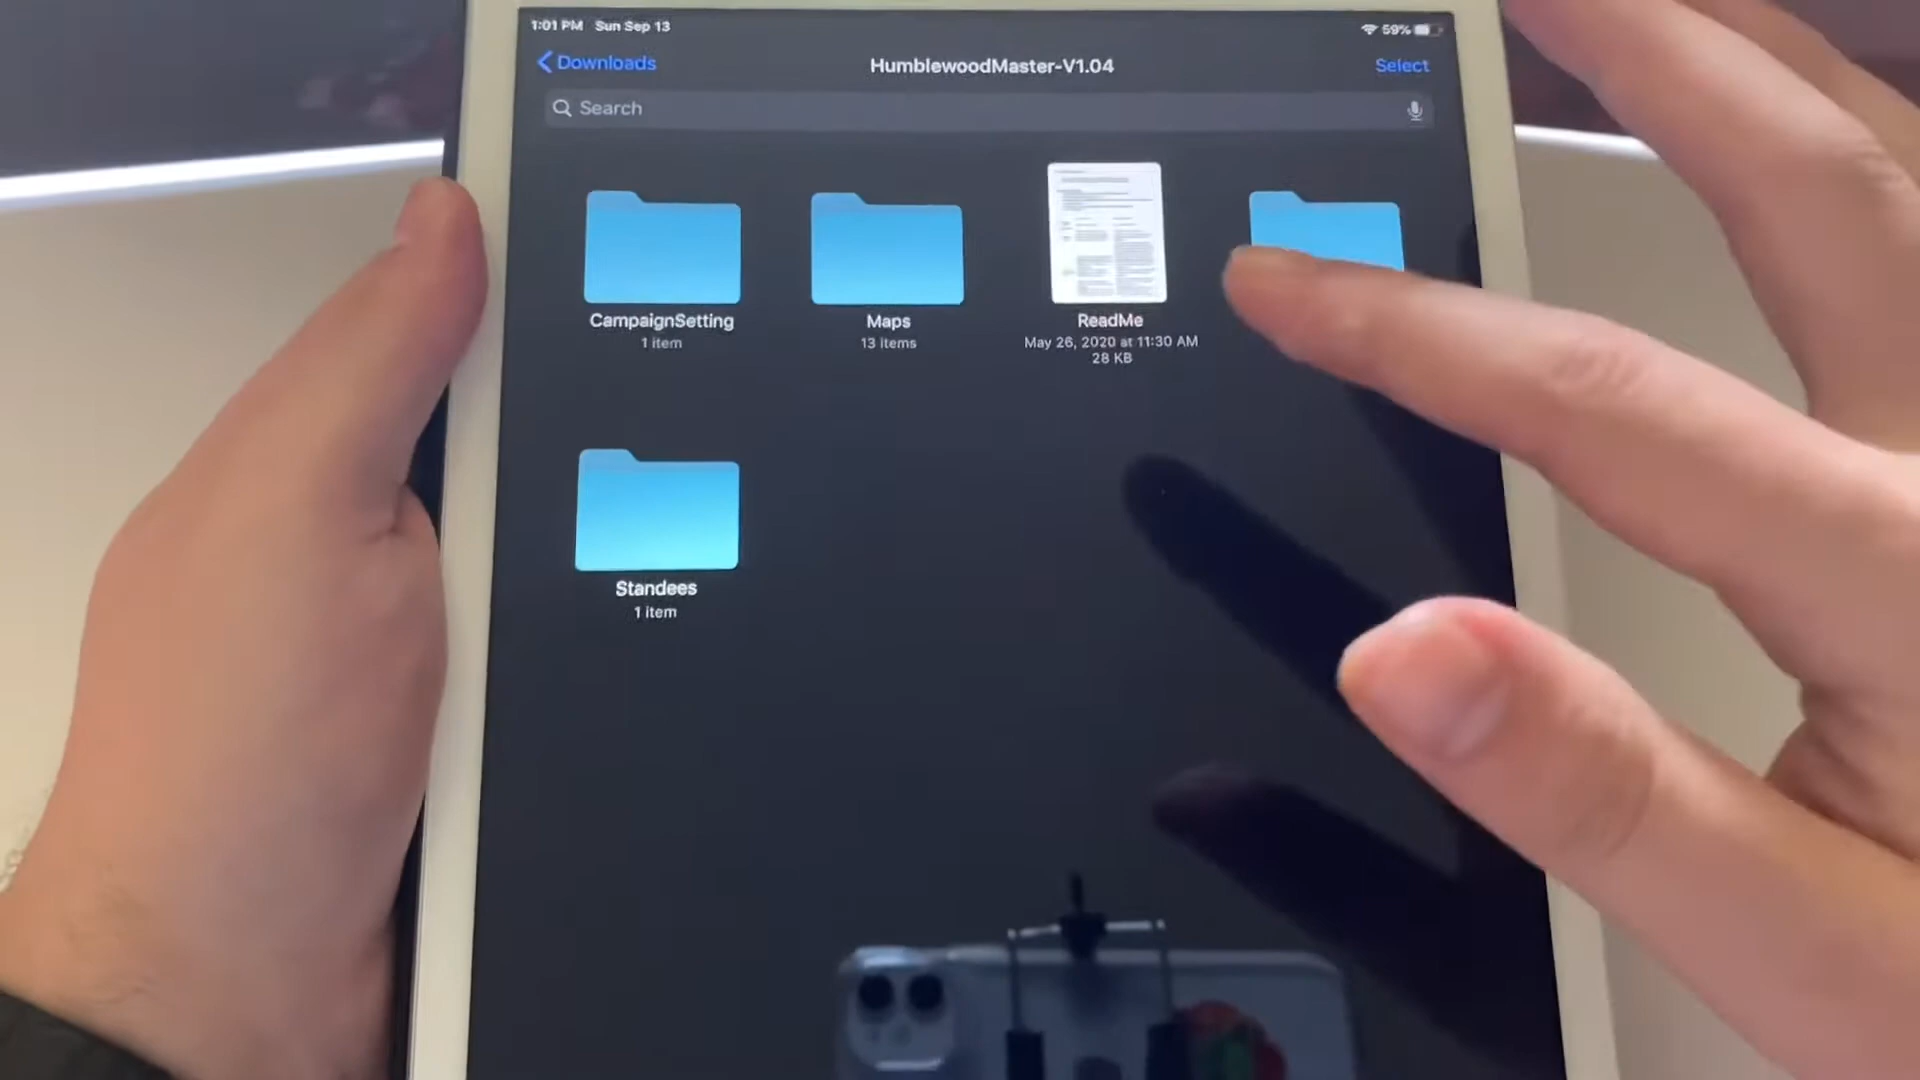 1:01 PM Sun Sep 13
59%
Downloads
HumblewoodMaster-V1.04
Select
Search
CampaignSetting
1 item
Maps
13 items
ReadMe
May 26, 2020 at 11:30 AM
28 KB
Standees
1 item